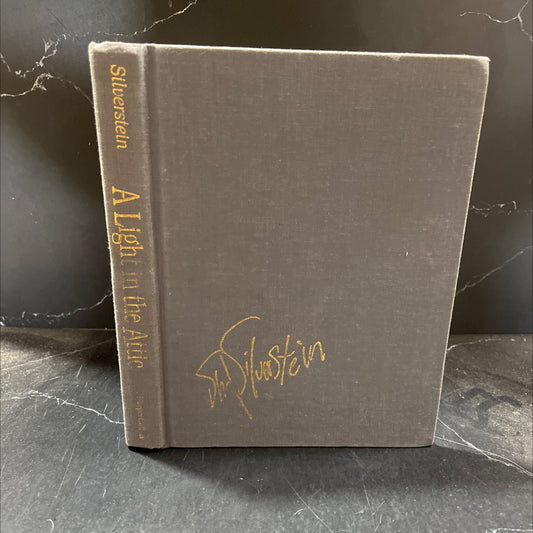 Silverstein
A Light in the Attic
Shel Silverstein